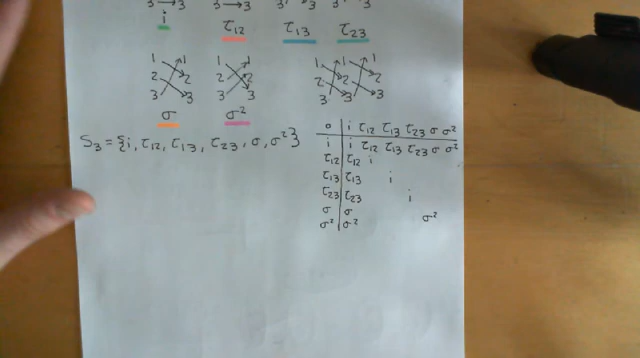 3→3 3→3 3 3
i τ12 τ13 τ23
1 1 1 1 1 1
2 2 2 2 2 2
3 3 3 3 3 3
σ σ²
S3 = {i, τ12, τ13, τ23, σ, σ²}
o i τ12 τ13 τ23 σ σ²
i i τ12 τ13 τ23 σ σ²
τ12 τ12 i
τ13 τ13 i
τ23 τ23 i
σ σ σ²
σ² σ²